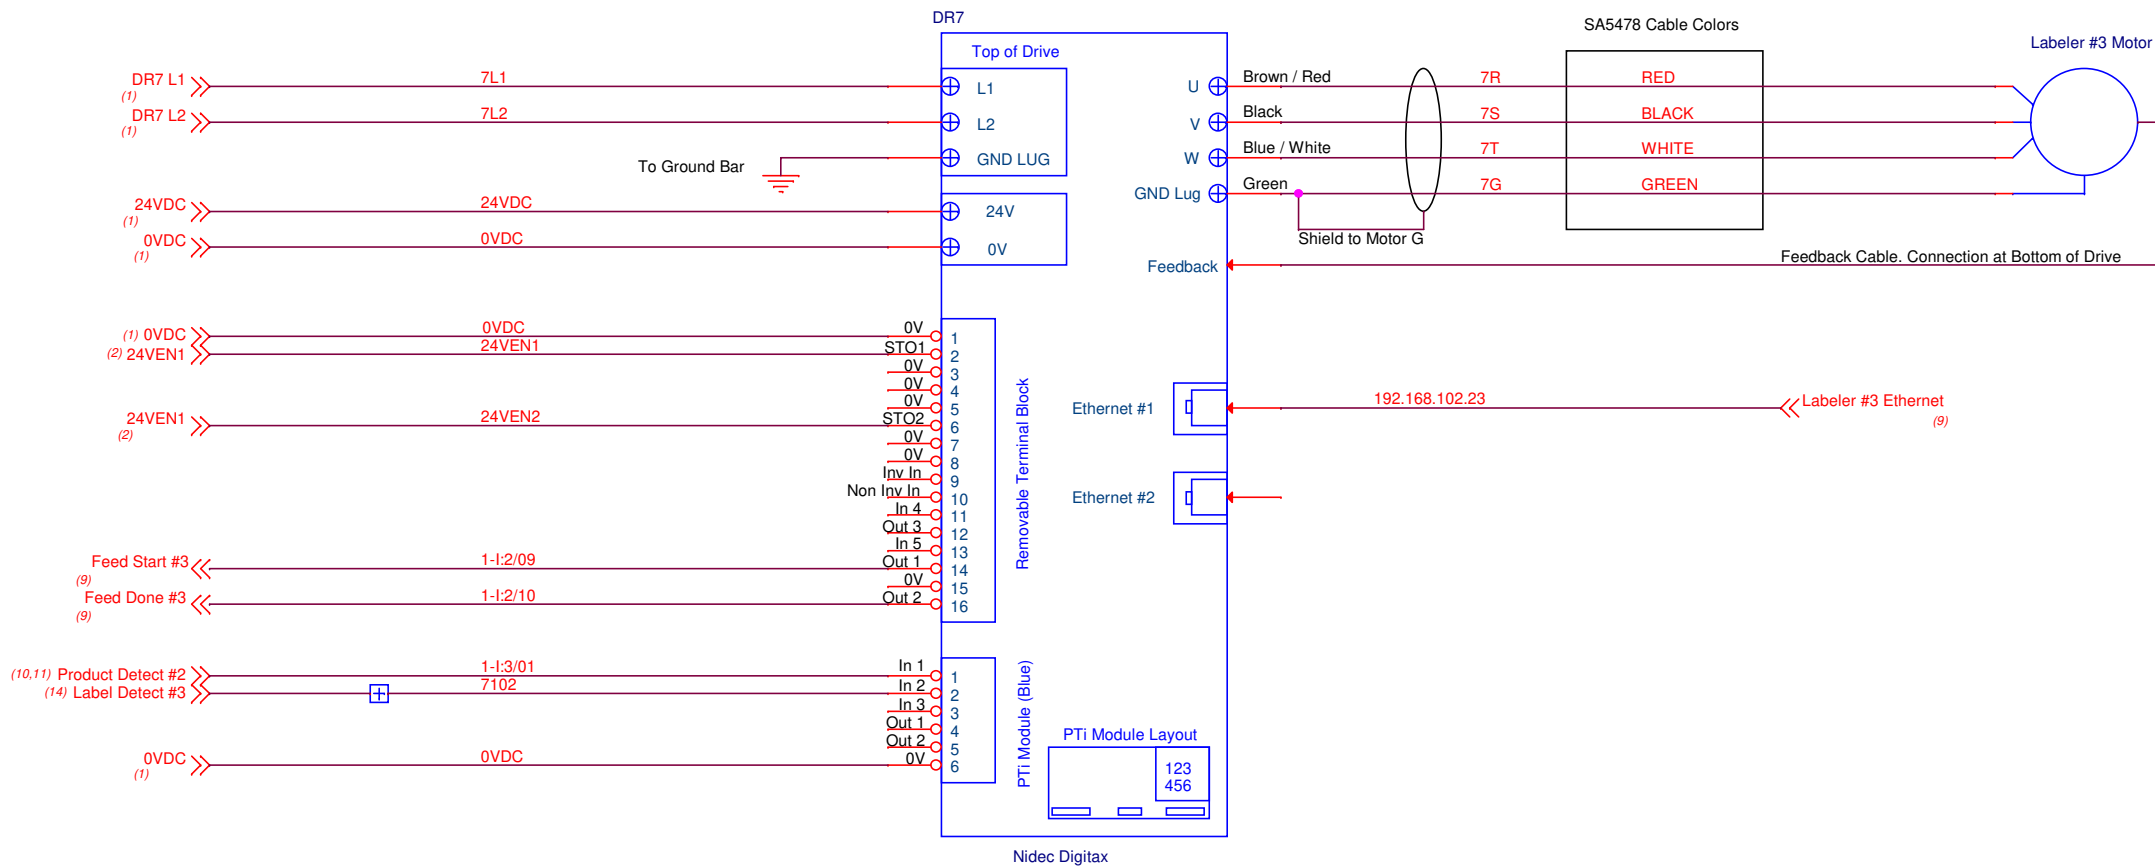 DR7
SA5478 Cable Colors
Labeler #3 Motor
Top of Drive
DR7 L1
(1)
7L1
L1
U
Brown / Red
7R
RED
DR7 L2
(1)
7L2
L2
V
Black
7S
BLACK
To Ground Bar
GND LUG
W
Blue / White
7T
WHITE
GND Lug
Green
7G
GREEN
24VDC
(1)
24VDC
24V
0VDC
(1)
0VDC
0V
Shield to Motor G
Feedback
Feedback Cable. Connection at Bottom of Drive
(1) 0VDC
0VDC
0V
1
(2) 24VEN1
24VEN1
STO1
2
0V
3
0V
4
0V
5
24VEN1
(2)
24VEN2
STO2
6
0V
7
0V
8
Inv In
9
Non Inv In
10
In 4
11
Out 3
12
In 5
13
Feed Start #3
(9)
1-I:2/09
Out 1
14
0V
15
Feed Done #3
(9)
1-I:2/10
Out 2
16
Removable Terminal Block
Ethernet #1
192.168.102.23
Labeler #3 Ethernet
(9)
Ethernet #2
(10,11) Product Detect #2
1-I:3/01
In 1
1
(14) Label Detect #3
7102
In 2
2
In 3
3
Out 1
4
Out 2
5
0VDC
(1)
0VDC
0V
6
PTi Module (Blue)
PTi Module Layout
123
456
Nidec Digitax